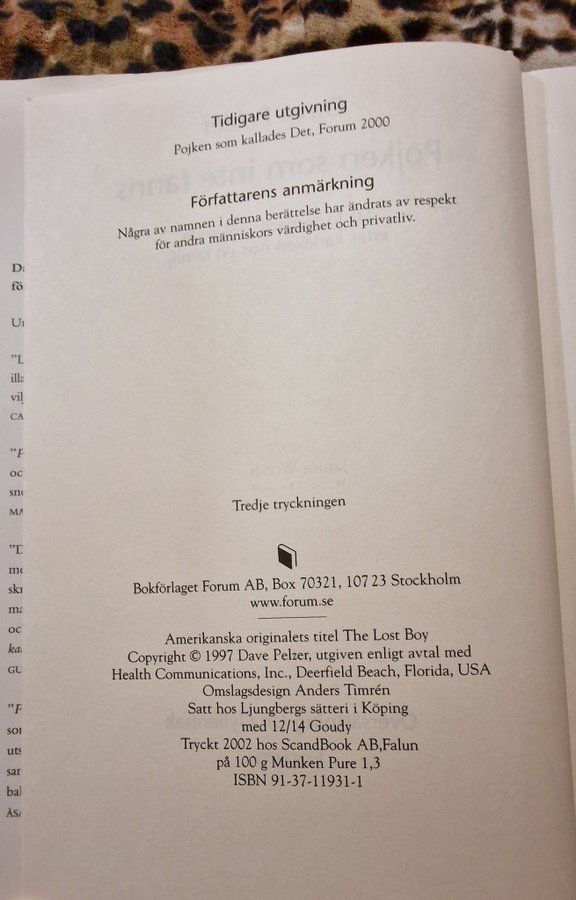 Tidigare utgivning
Pojken som kallades Det, Forum 2000
Författarens anmärkning
Några av namnen i denna berättelse har ändrats av respekt
för andra människors värdighet och privatliv.
Tredje tryckningen
Bokförlaget Forum AB, Box 70321, 107 23 Stockholm
www.forum.se
Amerikanska originalets titel The Lost Boy
Copyright © 1997 Dave Pelzer, utgiven enligt avtal med
Health Communications, Inc., Deerfield Beach, Florida, USA
Omslagsdesign Anders Timrén
Satt hos Ljungbergs sätteri i Köping
med 12/14 Goudy
Tryckt 2002 hos ScandBook AB,Falun
på 100 g Munken Pure 1,3
ISBN 91-37-11931-1